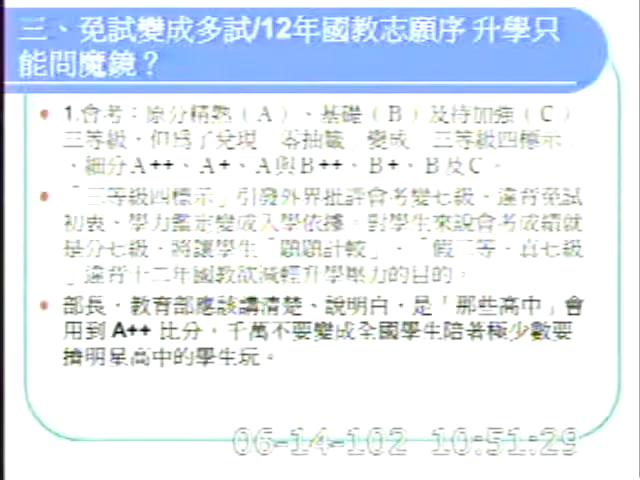 三、免試變成多試/12年國教志願序 升學只
能問魔鏡？
1.會考：原分精熟（A）、基礎（B）及待加強（C）
三等級，但為了兌現 免抽籤 變成 三等級四標示
、細分A++、A+、A與B++、B+、B及C。
「三等級四標示」引發外界批評會考變七級，違背免試
初衷、學力鑑定變成入學依據。對學生來說會考成績就
是分七級，將讓學生「題題計較」，「假三等，真七級
」違背十二年國教欲減輕升學壓力的目的。
部長，教育部應該講清楚、說明白，是「那些高中」會
用到 A++ 比分，千萬不要變成全國學生陪著極少數要
擠明星高中的學生玩。
06-14-102 10:51:29